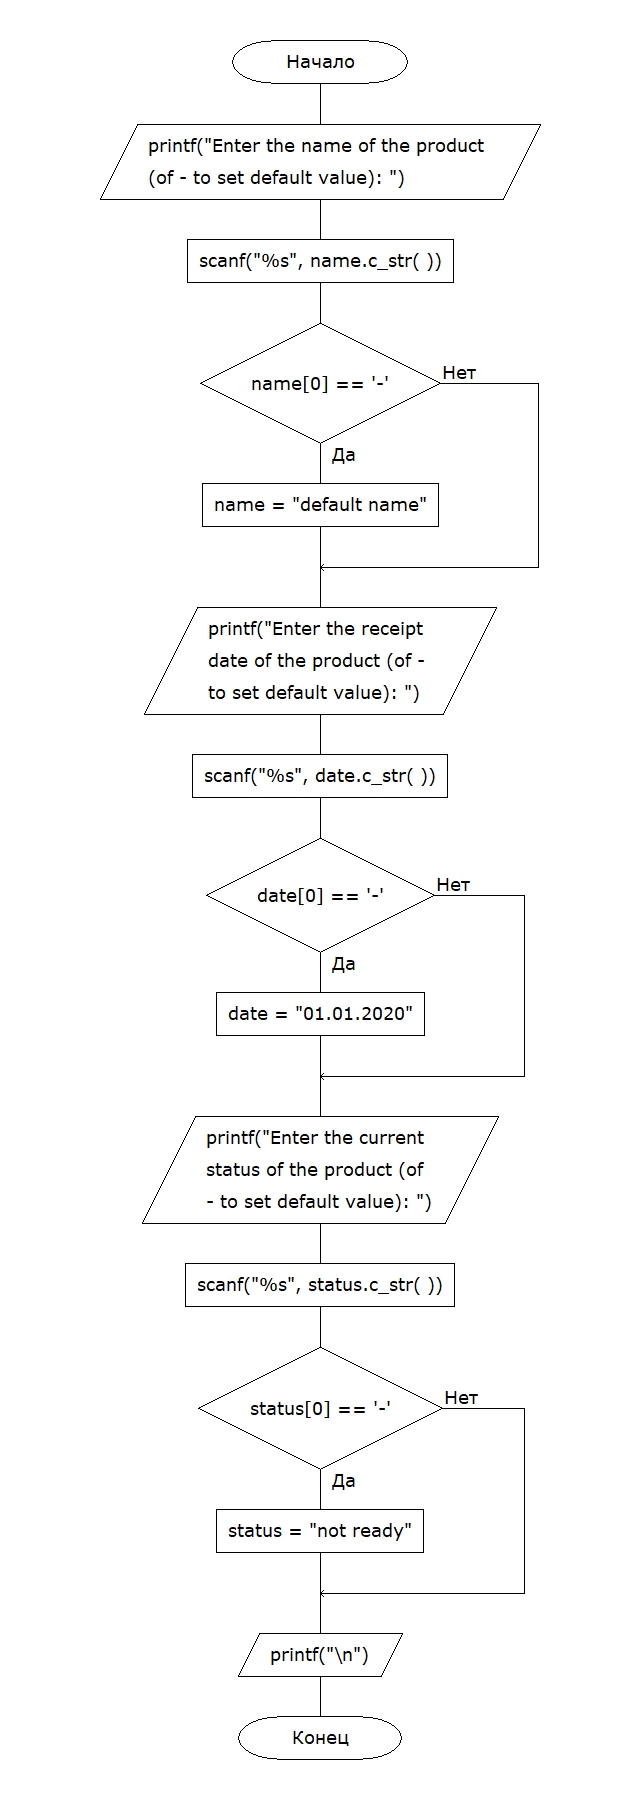 Начало
printf("Enter the name of the product
(of - to set default value): ")
scanf("%s", name.c_str( ))
name[0] == '-'
Нет
Да
name = "default name"
printf("Enter the receipt
date of the product (of -
to set default value): ")
scanf("%s", date.c_str( ))
date[0] == '-'
Нет
Да
date = "01.01.2020"
printf("Enter the current
status of the product (of
- to set default value): ")
scanf("%s", status.c_str( ))
status[0] == '-'
Нет
Да
status = "not ready"
printf("\n")
Конец